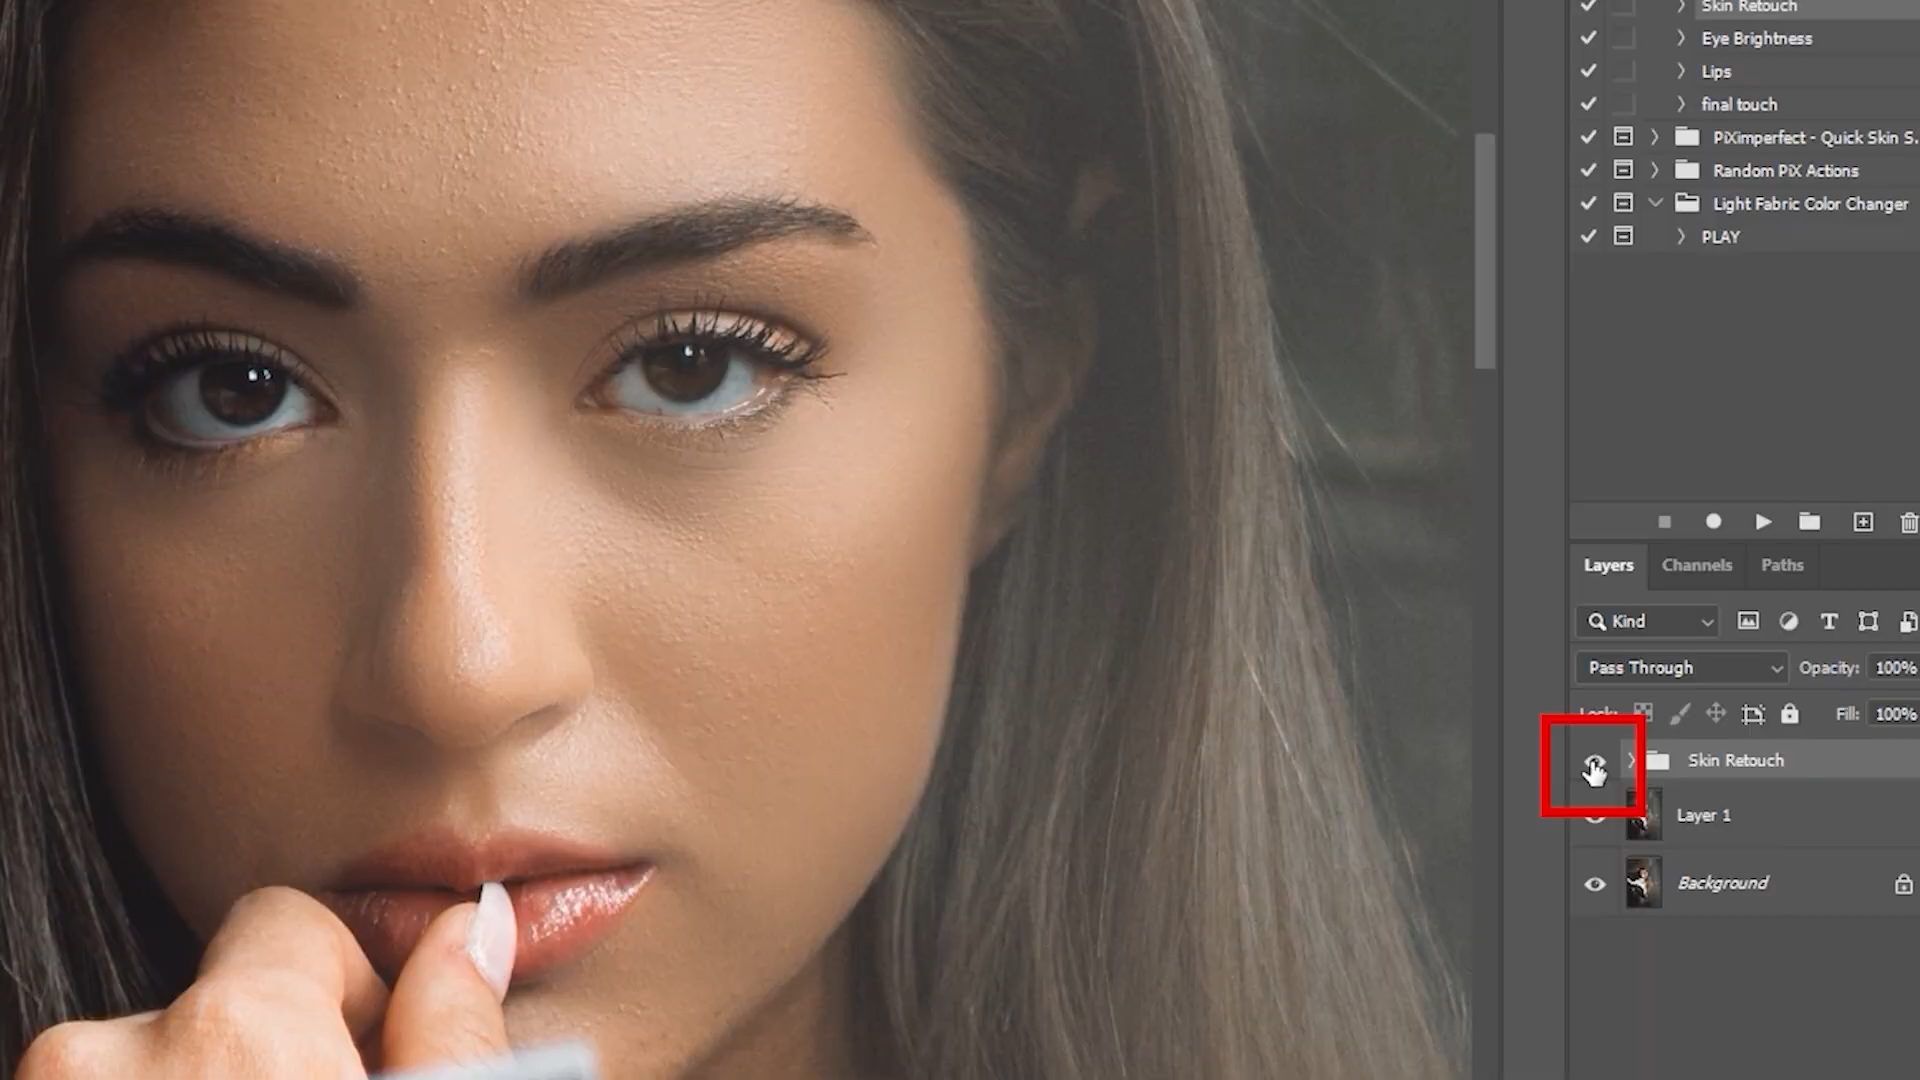 Skin Retouch
Eye Brightness
Lips
final touch
PiXimperfect - Quick Skin S.
Random PiX Actions
Light Fabric Color Changer
PLAY
Layers Channels Paths
Kind
Pass Through Opacity: 100%
Lock: Fill: 100%
Skin Retouch
Layer 1
Background